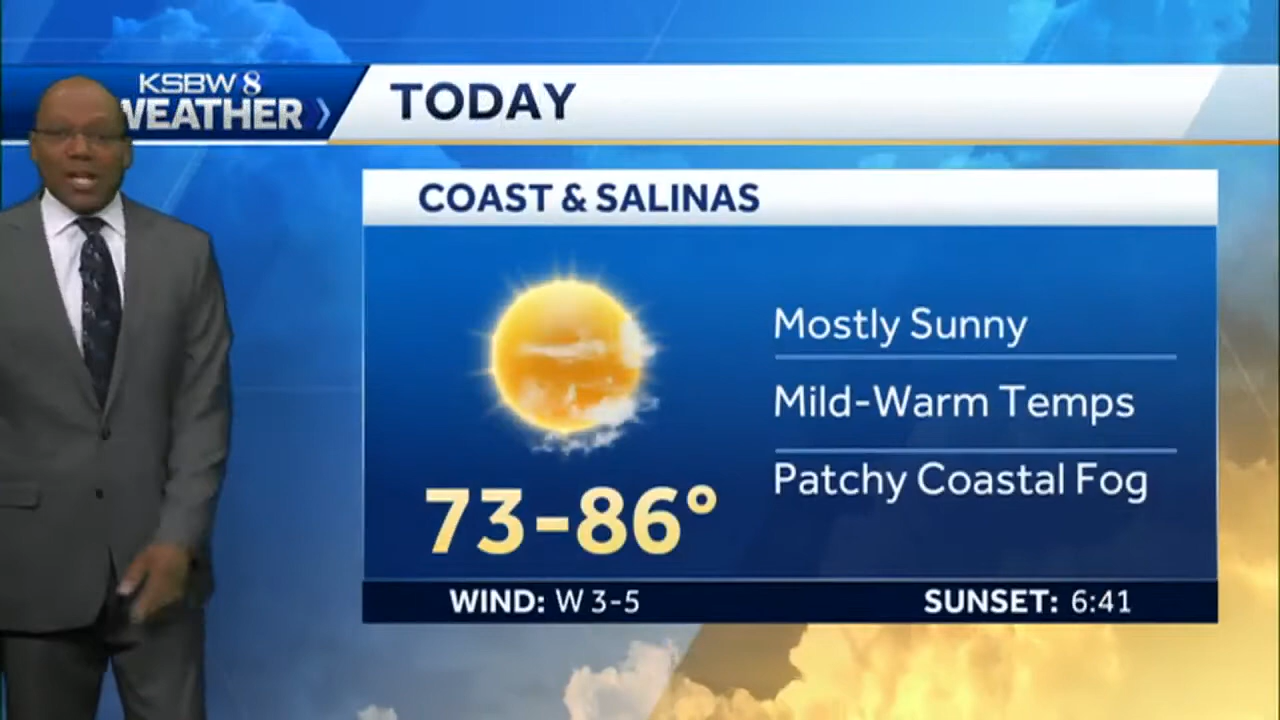 KSBW 8
WEATHER
TODAY
COAST & SALINAS
Mostly Sunny
Mild-Warm Temps
Patchy Coastal Fog
73-86°
WIND: W 3-5
SUNSET: 6:41